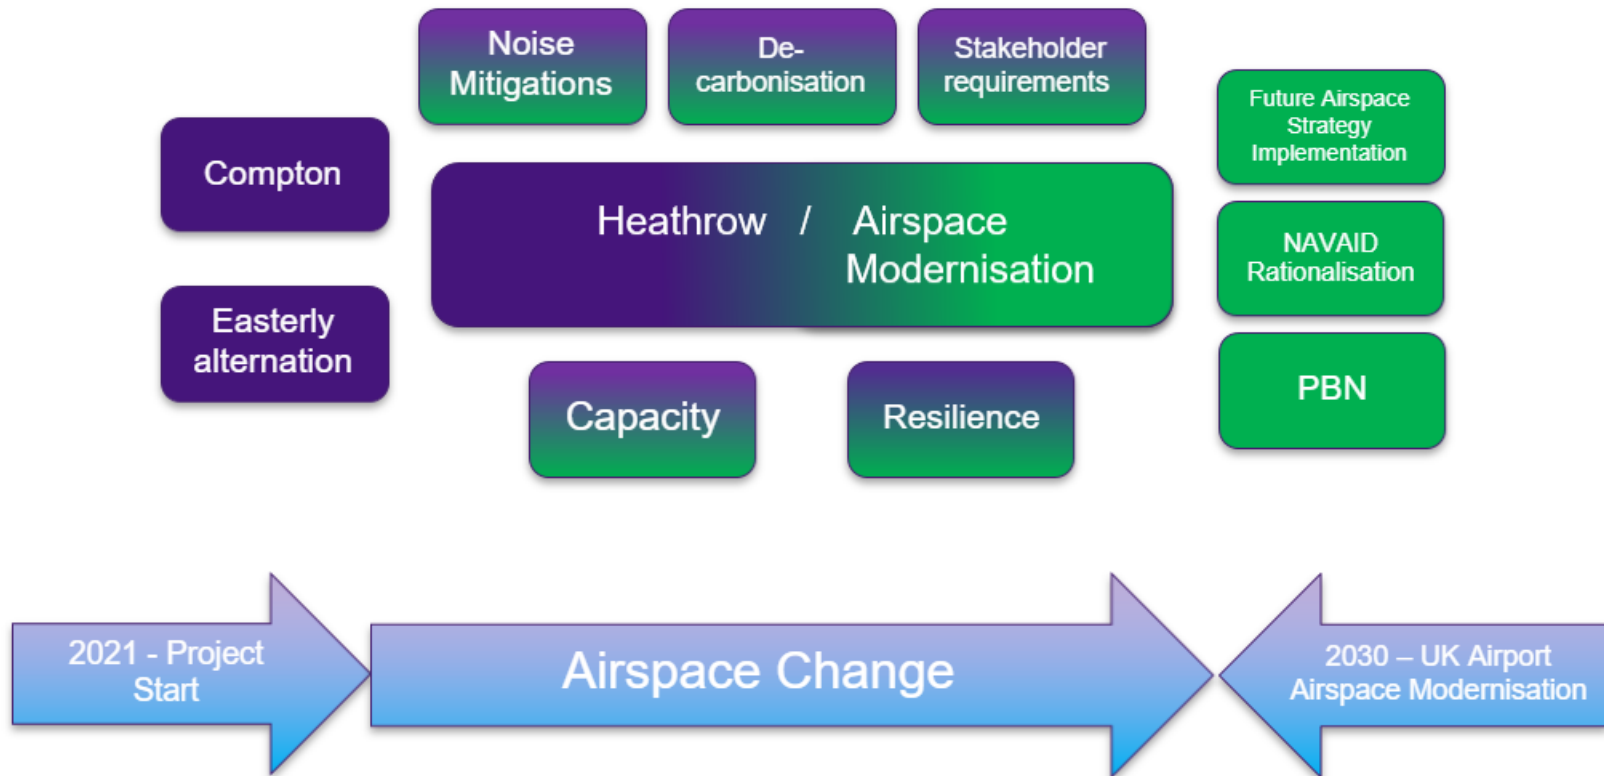 Noise
Mitigations
De-
carbonisation
Stakeholder
requirements
Future Airspace
Strategy
Implementation
Compton
Heathrow / Airspace
Modernisation
NAVAID
Rationalisation
Easterly
alternation
PBN
Capacity
Resilience
2021 - Project
Start
Airspace Change
2030 – UK Airport
Airspace Modernisation